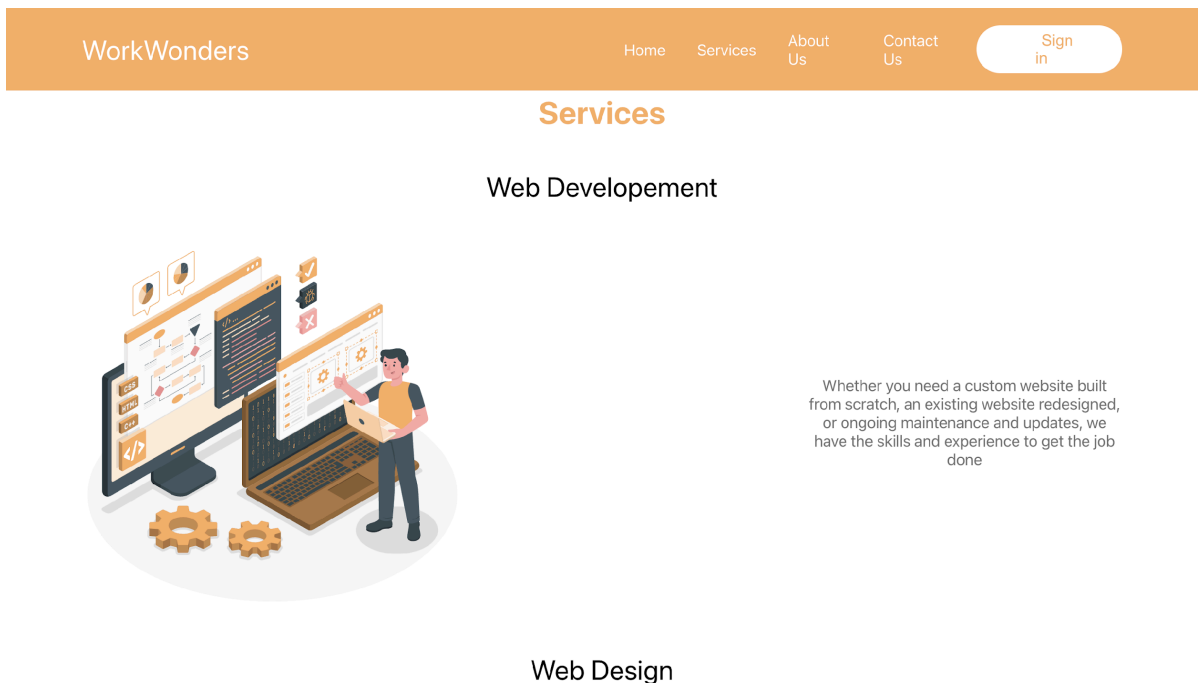 WorkWonders
Home
Services
About
Us
Contact
Us
Sign
in
Services
Web Developement
CSS
HTML
C++
</>
</>...
Whether you need a custom website built
from scratch, an existing website redesigned,
or ongoing maintenance and updates, we
have the skills and experience to get the job
done
Web Design